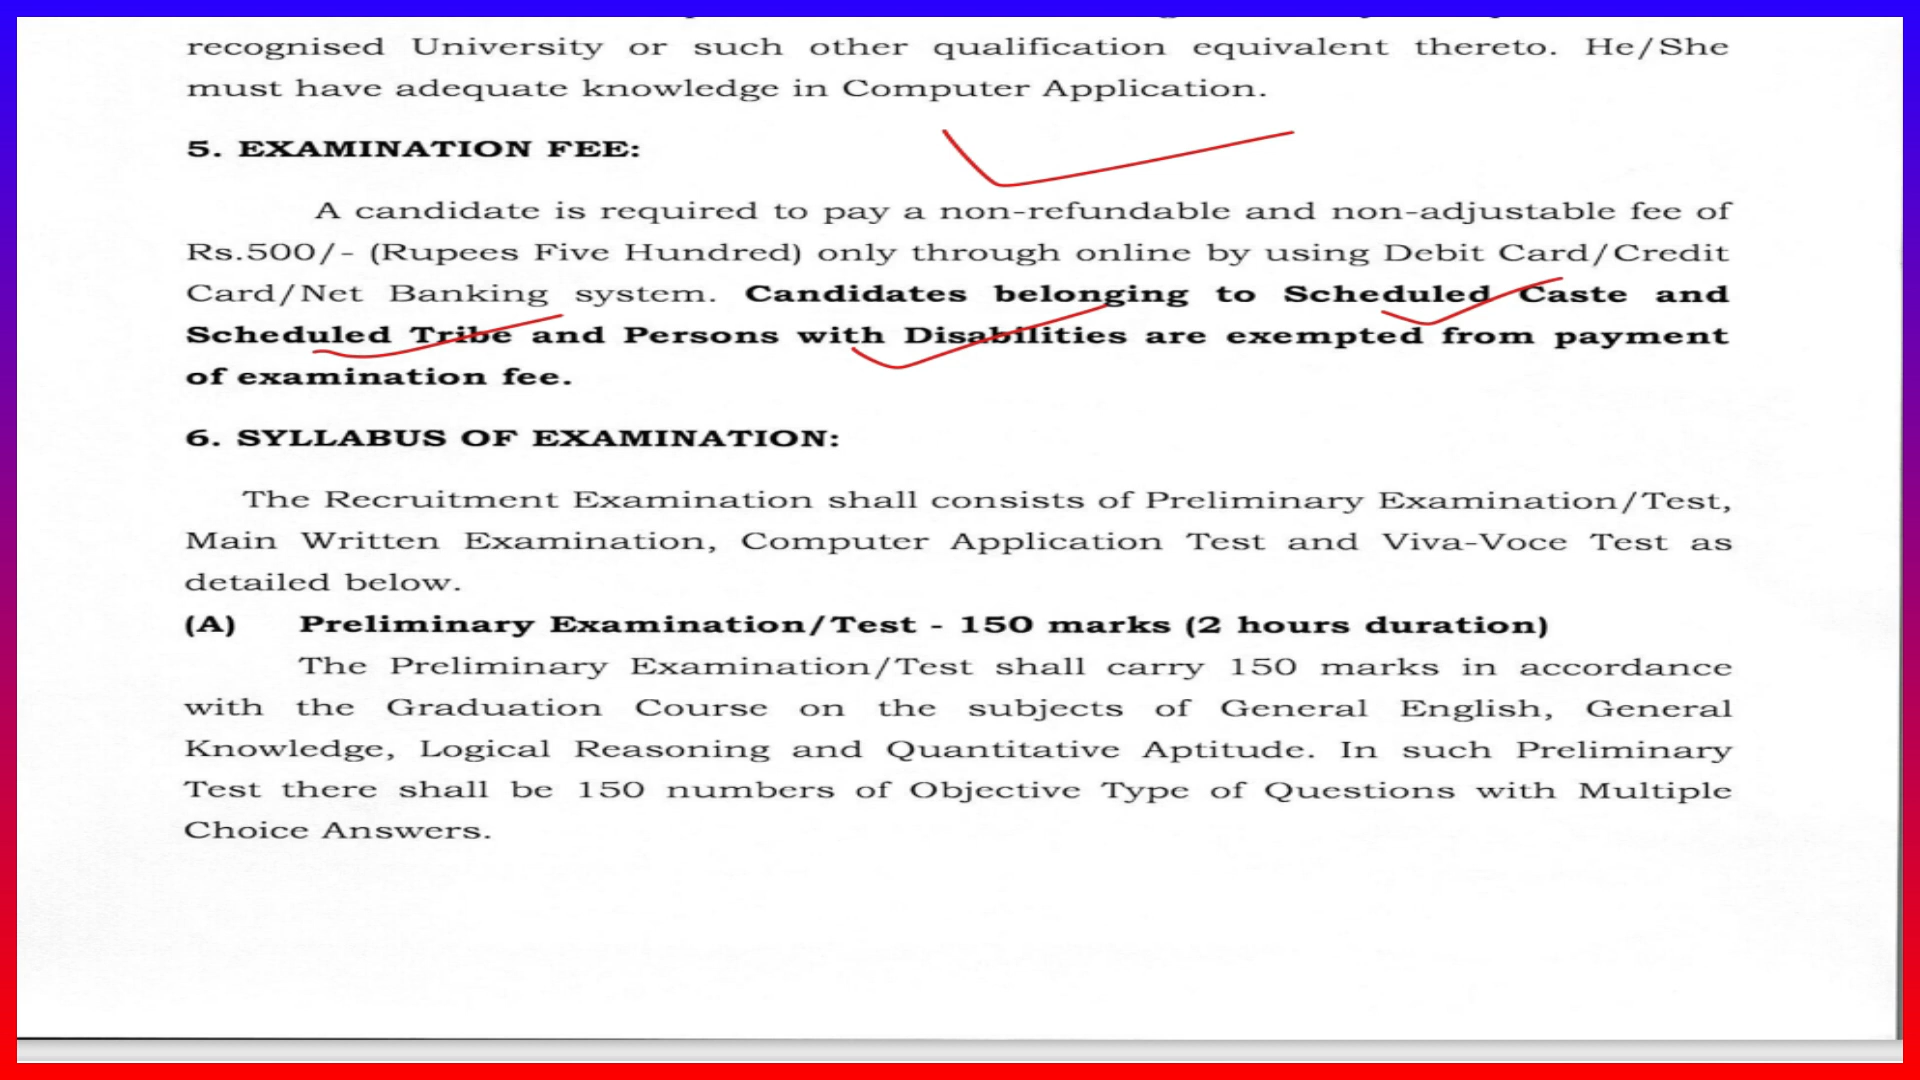 recognised University or such other qualification equivalent thereto. He/She
must have adequate knowledge in Computer Application.
5. EXAMINATION FEE:
A candidate is required to pay a non-refundable and non-adjustable fee of
Rs.500/- (Rupees Five Hundred) only through online by using Debit Card/Credit
Card/Net Banking system. Candidates belonging to Scheduled Caste and
Scheduled Tribe and Persons with Disabilities are exempted from payment
of examination fee.
6. SYLLABUS OF EXAMINATION:
The Recruitment Examination shall consists of Preliminary Examination/Test,
Main Written Examination, Computer Application Test and Viva-Voce Test as
detailed below.
(A) Preliminary Examination/Test - 150 marks (2 hours duration)
The Preliminary Examination/Test shall carry 150 marks in accordance
with the Graduation Course on the subjects of General English, General
Knowledge, Logical Reasoning and Quantitative Aptitude. In such Preliminary
Test there shall be 150 numbers of Objective Type of Questions with Multiple
Choice Answers.